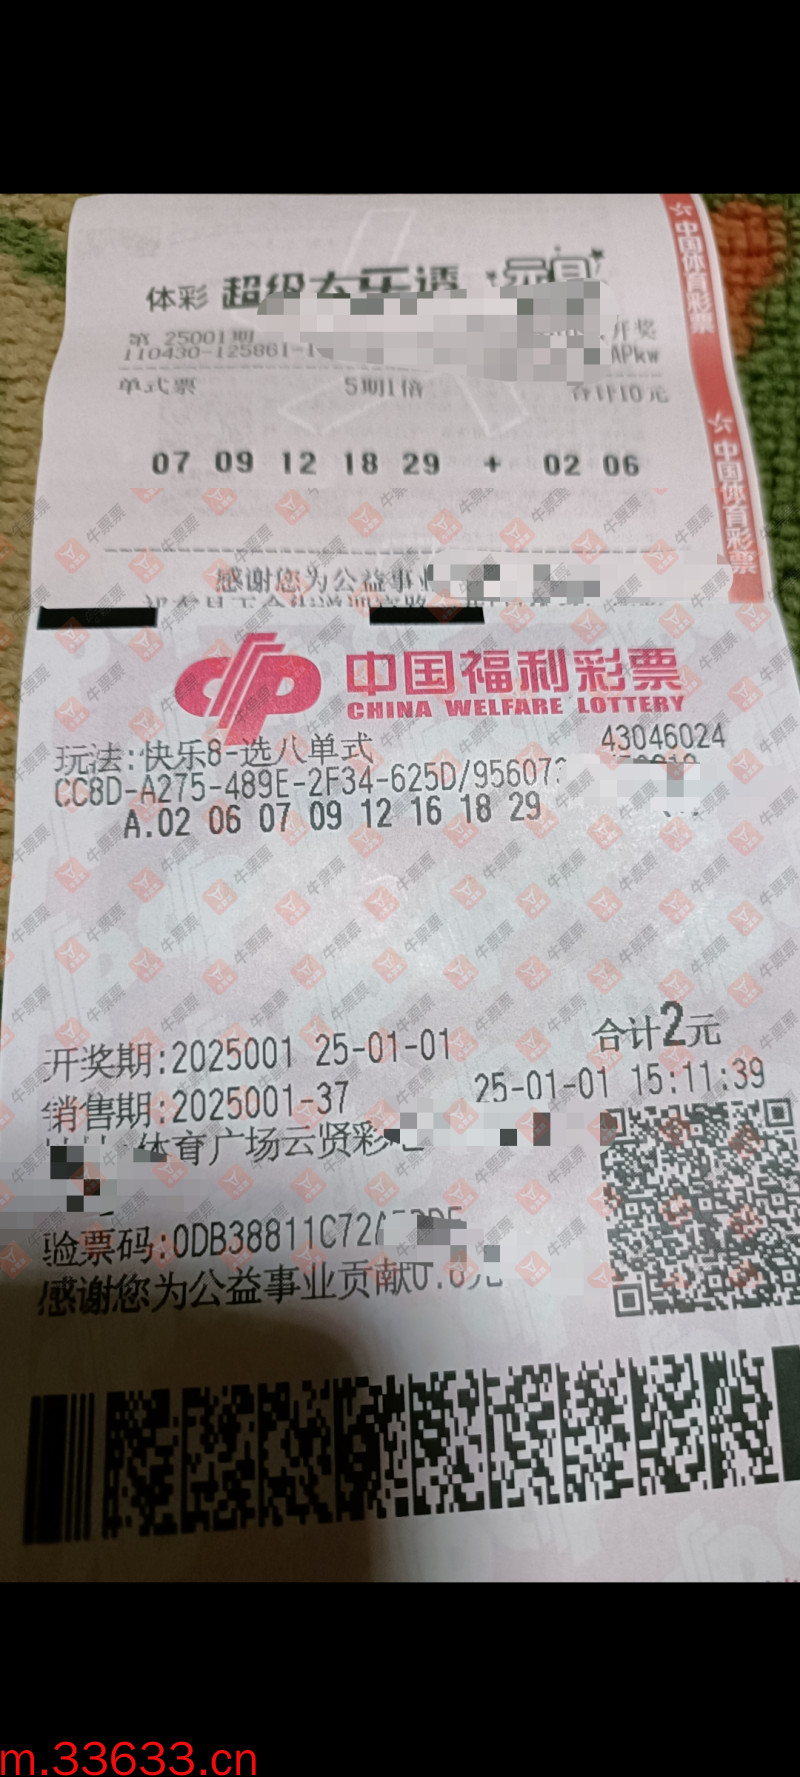 体彩 超级大乐透
第 25001期 开奖
110430-125861-1 APkw
单式票 5期1倍 合计10元
07 09 12 18 29 + 02 06
感谢您为公益事业
中国体育彩票
中国体育彩票
中国福利彩票
CHINA WELFARE LOTTERY
玩法:快乐8-选八单式 43046024
CC8D-A275-489E-2F34-625D/95607
A.02 06 07 09 12 16 18 29
开奖期:2025001 25-01-01 合计2元
销售期:2025001-37 25-01-01 15:11:39
体育广场云贤彩
验票码:0DB38811C72
感谢您为公益事业贡献0.6元
牛票票
m.33633.cn